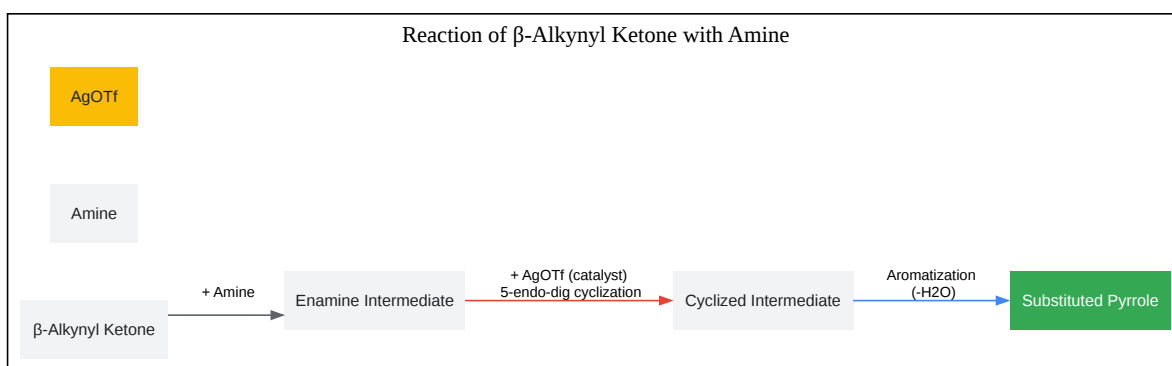 Reaction of β-Alkynyl Ketone with Amine
AgOTf
Amine
β-Alkynyl Ketone
+ Amine
Enamine Intermediate
+ AgOTf (catalyst)
5-endo-dig cyclization
Cyclized Intermediate
Aromatization
(-H2O)
Substituted Pyrrole